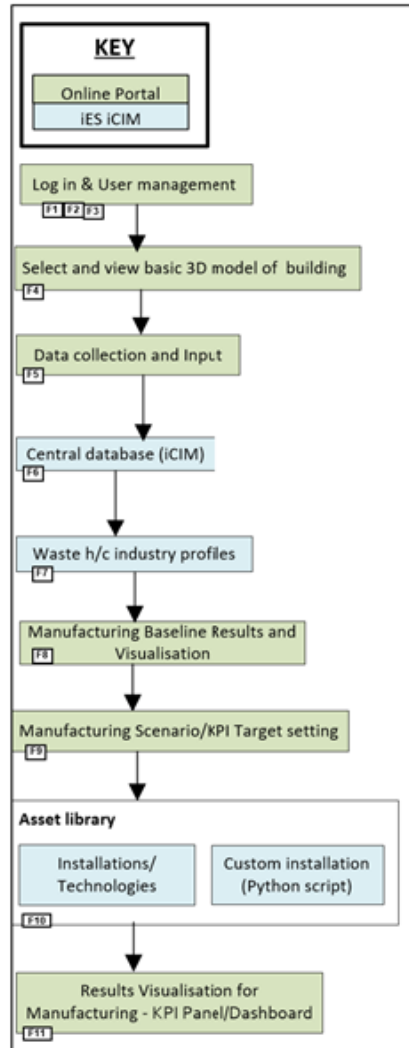 KEY
Online Portal
iES iCIM
Log in & User management
F1 F2 F3
Select and view basic 3D model of building
F4
Data collection and Input
F5
Central database (iCIM)
F6
Waste h/c industry profiles
F7
Manufacturing Baseline Results and
Visualisation
F8
Manufacturing Scenario/KPI Target setting
F9
Asset library
Installations/
Technologies
Custom installation
(Python script)
F10
Results Visualisation for
Manufacturing - KPI Panel/Dashboard
F11